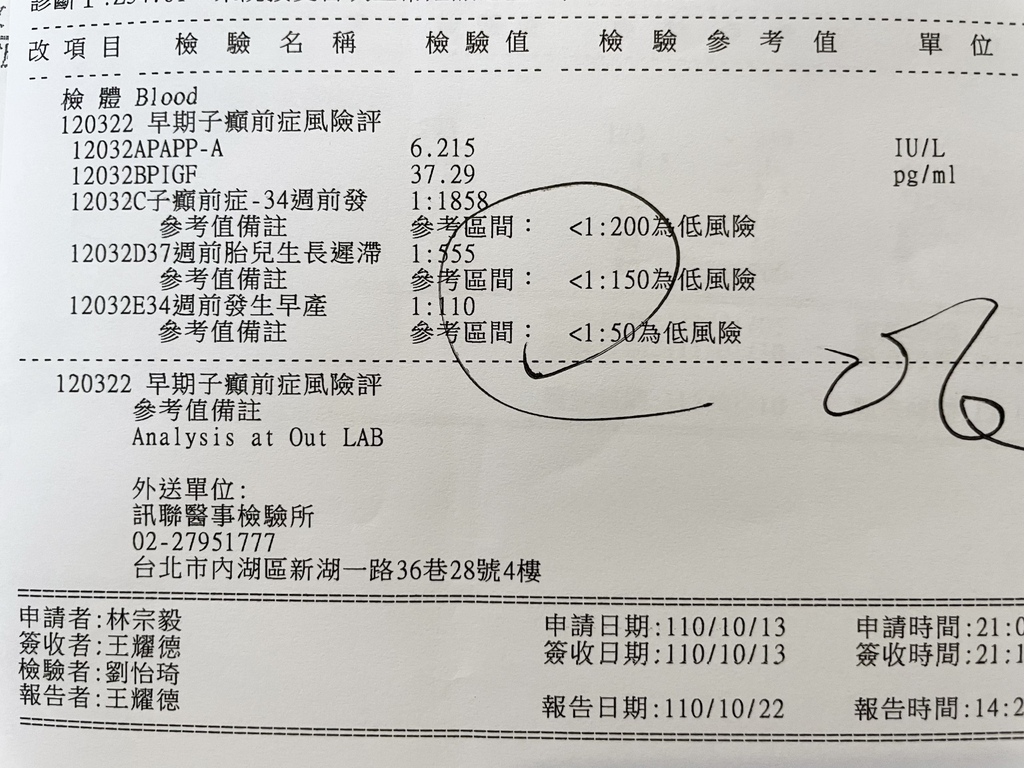 改 項目 檢 驗 名 稱 檢 驗 值 檢 驗 參 考 值 單 位
檢 體 Blood
120322 早期子癲前症風險評
12032APAPP-A 6.215 IU/L
12032BPIGF 37.29 pg/ml
12032C子癲前症-34週前發 1:1858
參考值備註 參考區間： <1:200為低風險
12032D37週前胎兒生長遲滯 1:555
參考值備註 參考區間： <1:150為低風險
12032E34週前發生早產 1:110
參考值備註 參考區間： <1:50為低風險
120322 早期子癲前症風險評
參考值備註
Analysis at Out LAB
外送單位:
訊聯醫事檢驗所
02-27951777
台北市內湖區新湖一路36巷28號4樓
申請者:林宗毅 申請日期:110/10/13 申請時間:21:0
簽收者:王耀德 簽收日期:110/10/13 簽收時間:21:1
檢驗者:劉怡琦
報告者:王耀德 報告日期:110/10/22 報告時間:14:2